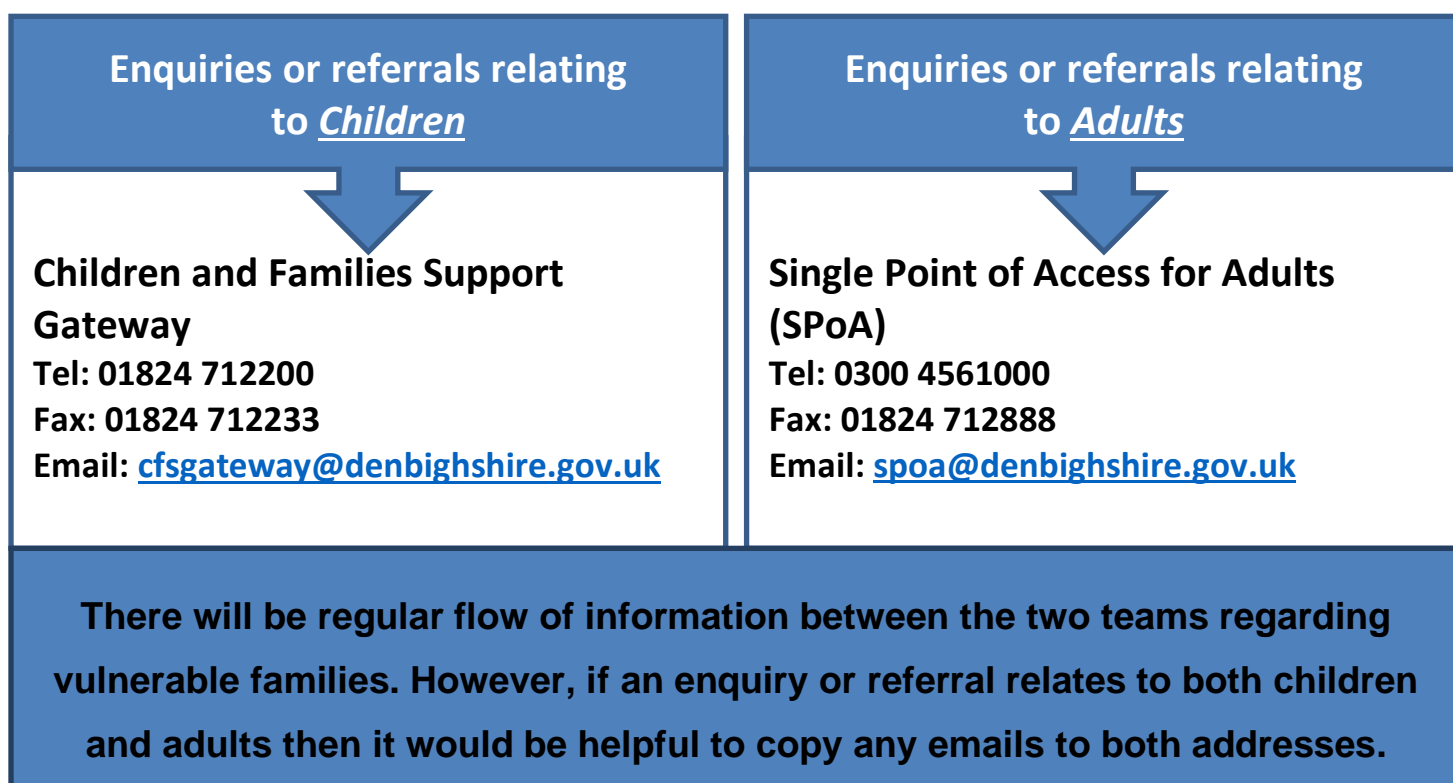 Enquiries or referrals relating
to Children
Children and Families Support
Gateway
Tel: 01824 712200
Fax: 01824 712233
Email: cfsgateway@denbighshire.gov.uk
Enquiries or referrals relating
to Adults
Single Point of Access for Adults
(SPoA)
Tel: 0300 4561000
Fax: 01824 712888
Email: spoa@denbighshire.gov.uk
There will be regular flow of information between the two teams regarding
vulnerable families. However, if an enquiry or referral relates to both children
and adults then it would be helpful to copy any emails to both addresses.